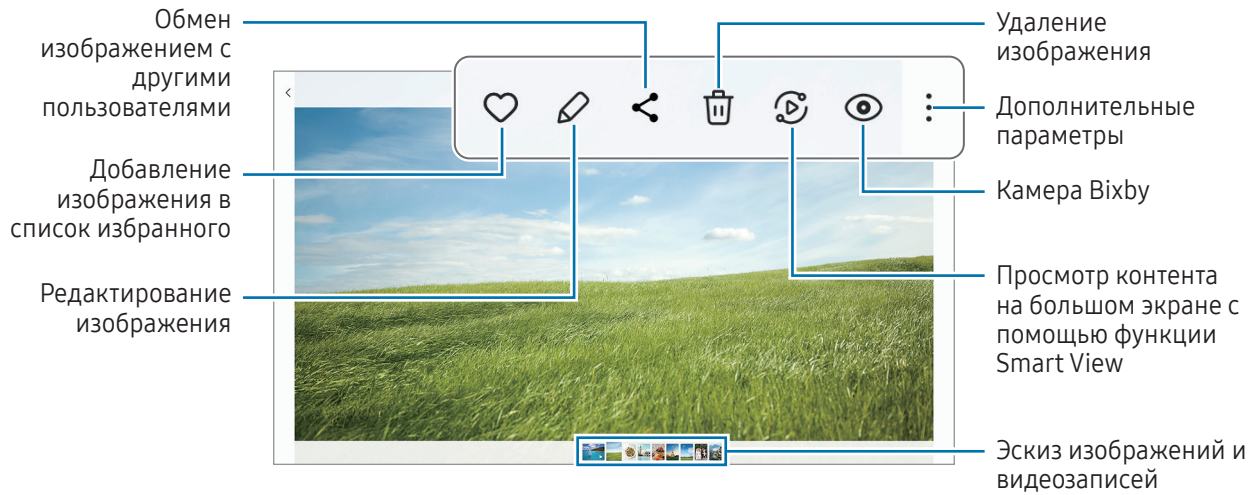 Обмен
изображением с
другими
пользователями
Добавление
изображения в
список избранного
Редактирование
изображения
Удаление
изображения
Дополнительные
параметры
Камера Bixby
Просмотр контента
на большом экране с
помощью функции
Smart View
Эскиз изображений и
видеозаписей